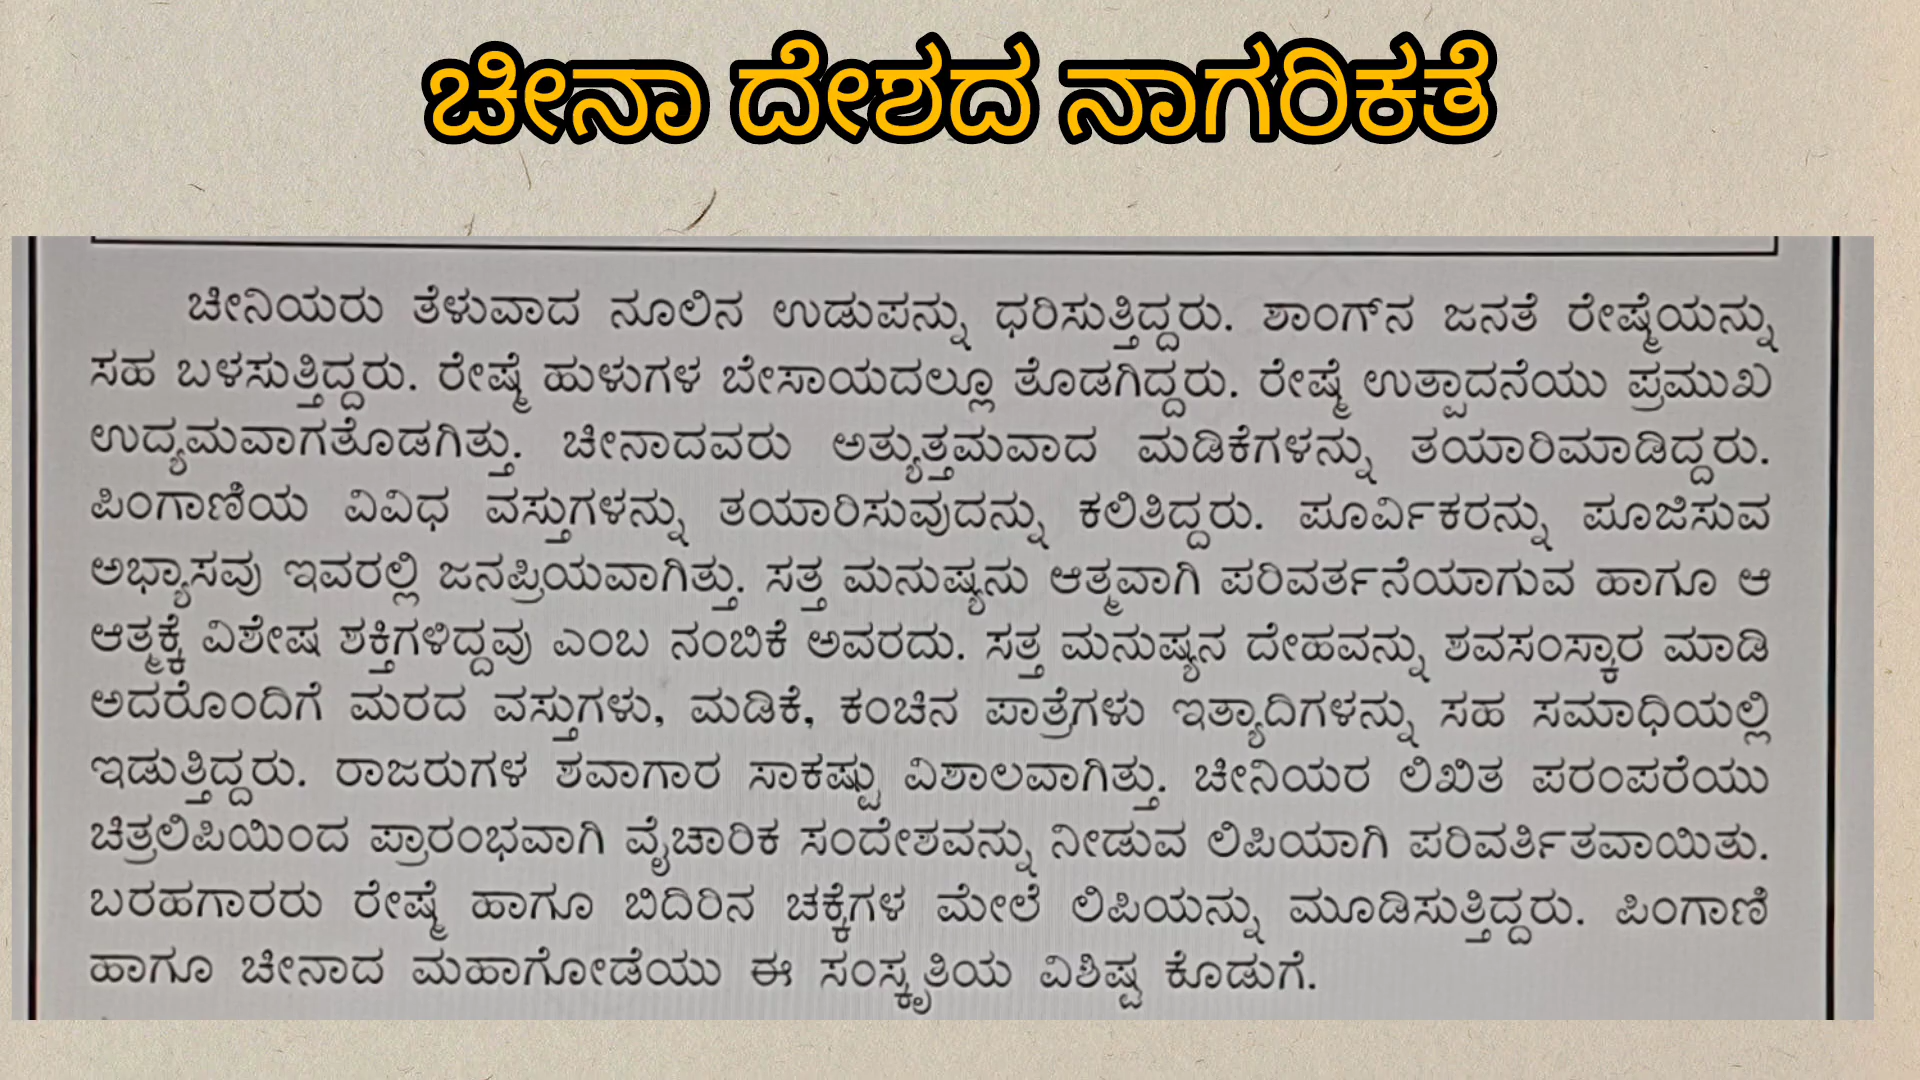 ಚೀನಾ ದೇಶದ ನಾಗರಿಕತೆ
ಚೀನಿಯರು ತೆಳುವಾದ ನೂಲಿನ ಉಡುಪನ್ನು ಧರಿಸುತ್ತಿದ್ದರು. ಶಾಂಗ್‌ನ ಜನತೆ ರೇಷ್ಮೆಯನ್ನು
ಸಹ ಬಳಸುತ್ತಿದ್ದರು. ರೇಷ್ಮೆ ಹುಳುಗಳ ಬೇಸಾಯದಲ್ಲೂ ತೊಡಗಿದ್ದರು. ರೇಷ್ಮೆ ಉತ್ಪಾದನೆಯು ಪ್ರಮುಖ
ಉದ್ಯಮವಾಗತೊಡಗಿತ್ತು. ಚೀನಾದವರು ಅತ್ಯುತ್ತಮವಾದ ಮಡಿಕೆಗಳನ್ನು ತಯಾರಿಮಾಡಿದ್ದರು.
ಪಿಂಗಾಣಿಯ ವಿವಿಧ ವಸ್ತುಗಳನ್ನು ತಯಾರಿಸುವುದನ್ನು ಕಲಿತಿದ್ದರು. ಪೂರ್ವಿಕರನ್ನು ಪೂಜಿಸುವ
ಅಭ್ಯಾಸವು ಇವರಲ್ಲಿ ಜನಪ್ರಿಯವಾಗಿತ್ತು. ಸತ್ತ ಮನುಷ್ಯನು ಆತ್ಮವಾಗಿ ಪರಿವರ್ತನೆಯಾಗುವ ಹಾಗೂ ಆ
ಆತ್ಮಕ್ಕೆ ವಿಶೇಷ ಶಕ್ತಿಗಳಿದ್ದವು ಎಂಬ ನಂಬಿಕೆ ಅವರದು. ಸತ್ತ ಮನುಷ್ಯನ ದೇಹವನ್ನು ಶವಸಂಸ್ಕಾರ ಮಾಡಿ
ಅದರೊಂದಿಗೆ ಮರದ ವಸ್ತುಗಳು, ಮಡಿಕೆ, ಕಂಚಿನ ಪಾತ್ರೆಗಳು ಇತ್ಯಾದಿಗಳನ್ನು ಸಹ ಸಮಾಧಿಯಲ್ಲಿ
ಇಡುತ್ತಿದ್ದರು. ರಾಜರುಗಳ ಶವಾಗಾರ ಸಾಕಷ್ಟು ವಿಶಾಲವಾಗಿತ್ತು. ಚೀನಿಯರ ಲಿಖಿತ ಪರಂಪರೆಯು
ಚಿತ್ರಲಿಪಿಯಿಂದ ಪ್ರಾರಂಭವಾಗಿ ವೈಚಾರಿಕ ಸಂದೇಶವನ್ನು ನೀಡುವ ಲಿಪಿಯಾಗಿ ಪರಿವರ್ತಿತವಾಯಿತು.
ಬರಹಗಾರರು ರೇಷ್ಮೆ ಹಾಗೂ ಬಿದಿರಿನ ಚಕ್ಕೆಗಳ ಮೇಲೆ ಲಿಪಿಯನ್ನು ಮೂಡಿಸುತ್ತಿದ್ದರು. ಪಿಂಗಾಣಿ
ಹಾಗೂ ಚೀನಾದ ಮಹಾಗೋಡೆಯು ಈ ಸಂಸ್ಕೃತಿಯ ವಿಶಿಷ್ಟ ಕೊಡುಗೆ.